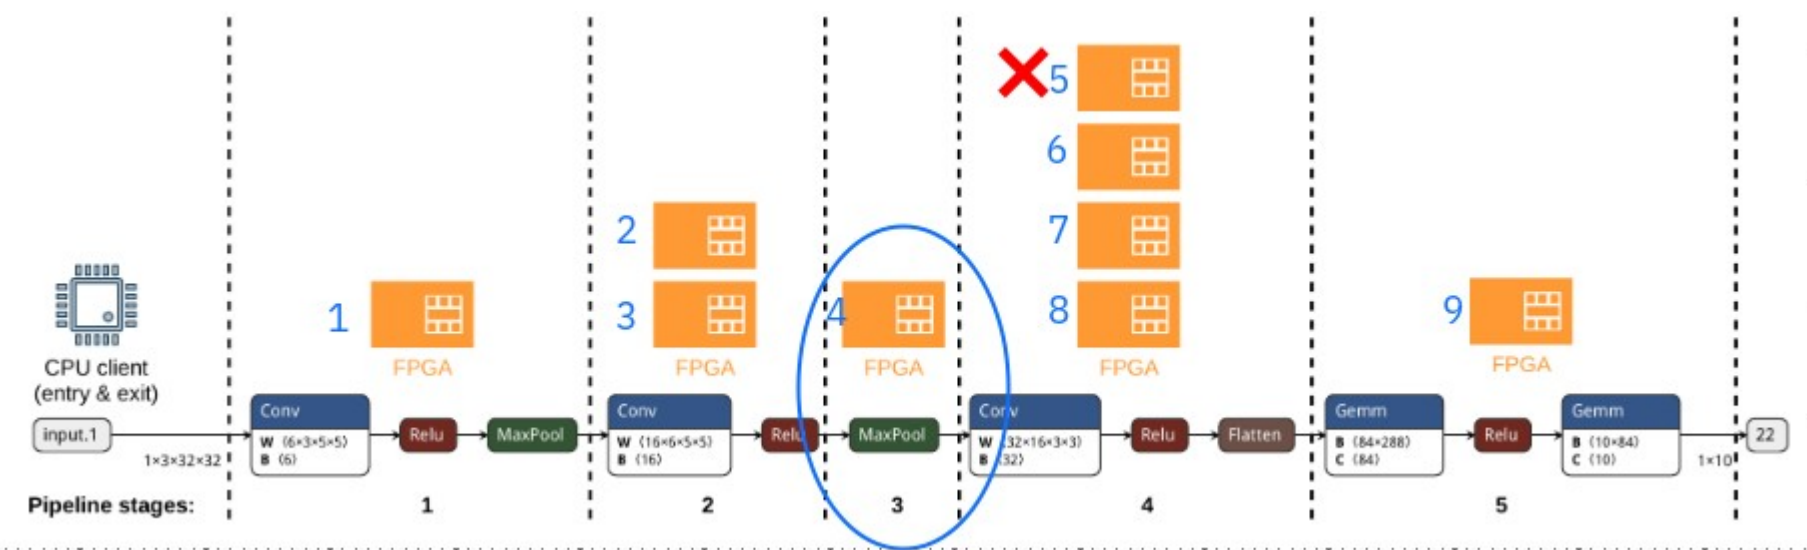 5
6
2
7
1
3
4
8
9
CPU client
(entry & exit)
FPGA
FPGA
FPGA
FPGA
FPGA
input.1
1×3×32×32
Conv
W (6×3×5×5)
B (6)
Relu
MaxPool
Conv
W (16×6×5×5)
B (16)
Relu
MaxPool
Conv
W (32×16×3×3)
B (32)
Relu
Flatten
Gemm
B (84×288)
C (84)
Relu
Gemm
B (10×84)
C (10)
1×10
22
Pipeline stages:
1
2
3
4
5